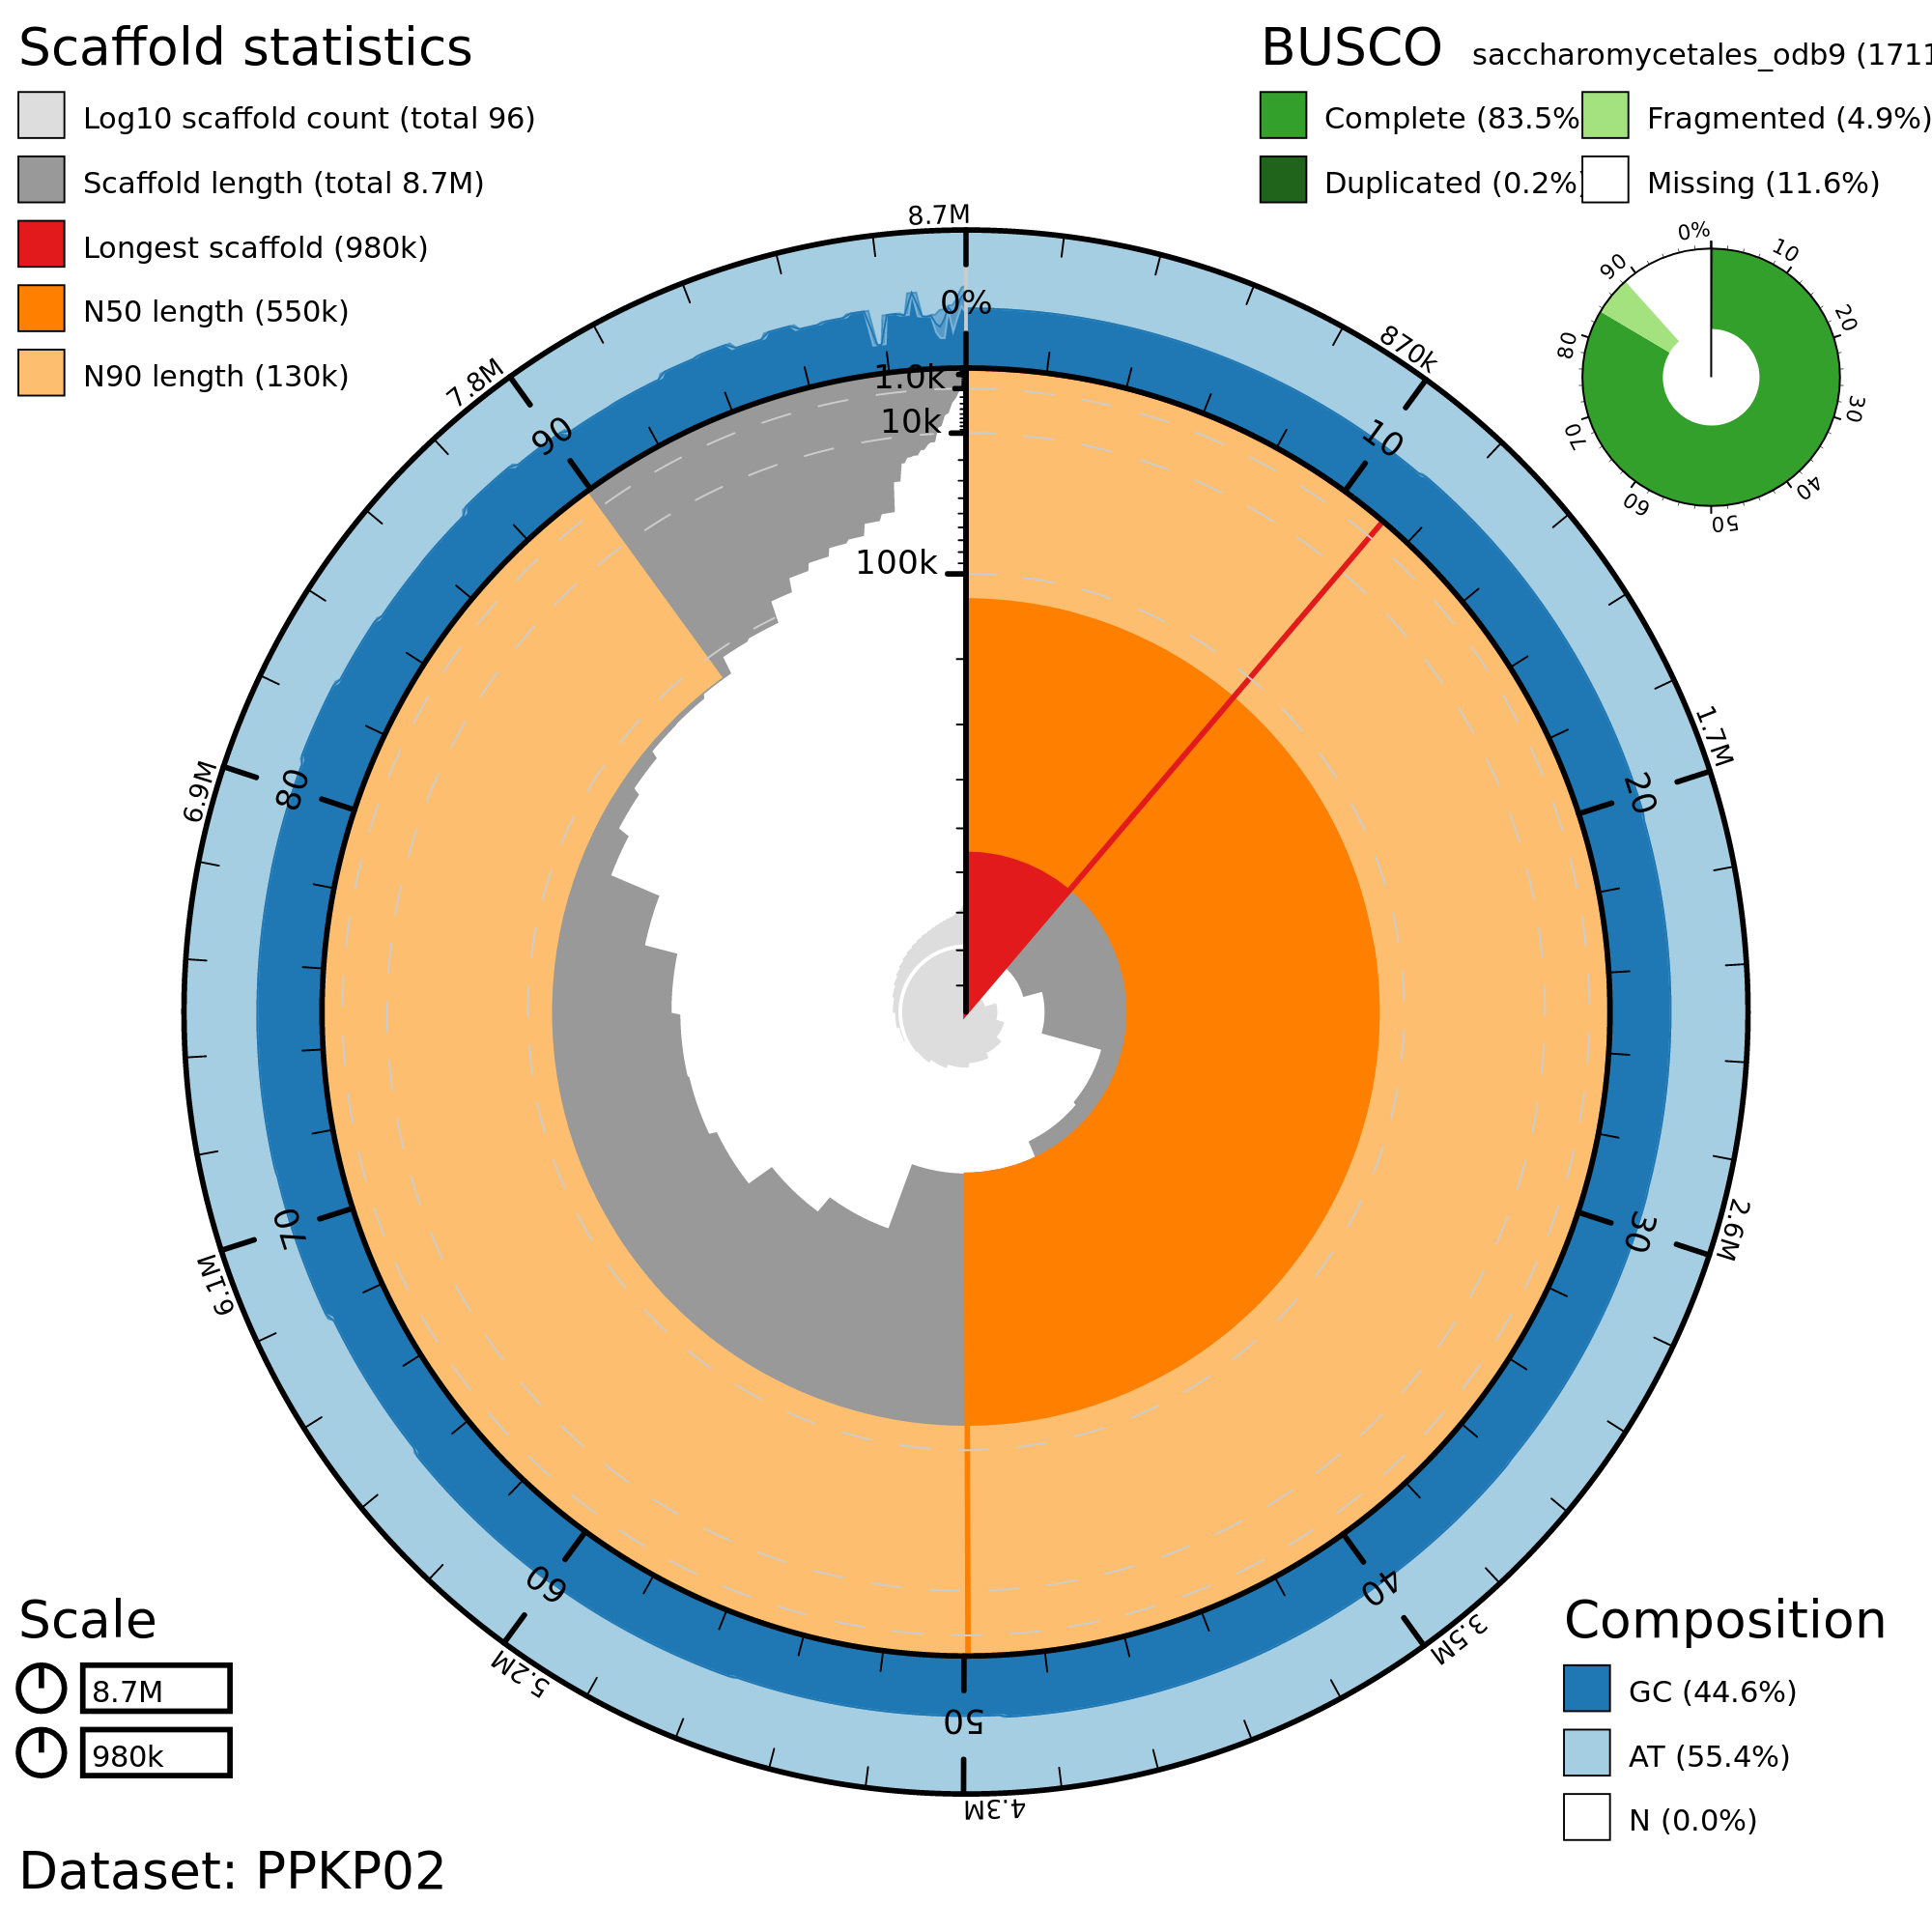 Scaffold statistics
Log10 scaffold count (total 96)
Scaffold length (total 8.7M)
Longest scaffold (980k)
N50 length (550k)
N90 length (130k)
BUSCO saccharomycetales_odb9 (1711
Complete (83.5%
Fragmented (4.9%)
Duplicated (0.2%)
Missing (11.6%)
0%
10
20
30
40
50
60
70
80
90
8.7M
870k
1.7M
2.6M
3.5M
4.3M
5.2M
6.1M
6.9M
7.8M
0%
10
20
30
40
50
60
70
80
90
1.0k
10k
100k
Scale
8.7M
980k
Composition
GC (44.6%)
AT (55.4%)
N (0.0%)
Dataset: PPKP02